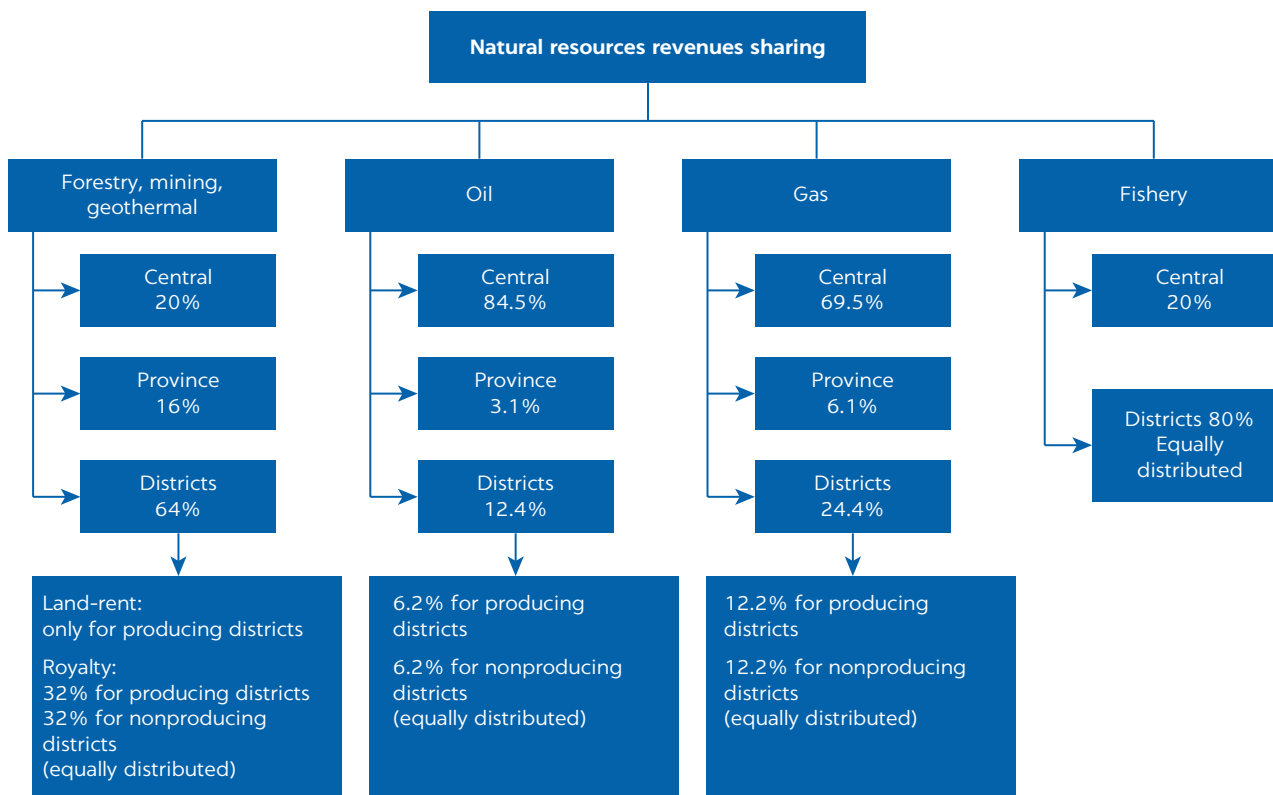 Natural resources revenues sharing
Forestry, mining,
geothermal
Central
20%
Province
16%
Districts
64%
Land-rent:
only for producing districts
Royalty:
32% for producing districts
32% for nonproducing
districts
(equally distributed)
Oil
Central
84.5%
Province
3.1%
Districts
12.4%
6.2% for producing
districts
6.2% for nonproducing
districts
(equally distributed)
Gas
Central
69.5%
Province
6.1%
Districts
24.4%
12.2% for producing
districts
12.2% for nonproducing
districts
(equally distributed)
Fishery
Central
20%
Districts 80%
Equally
distributed